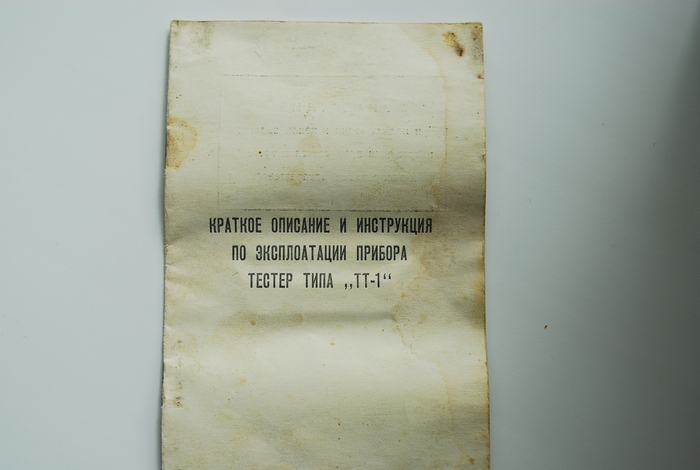 КРАТКОЕ ОПИСАНИЕ И ИНСТРУКЦИЯ
ПО ЭКСПЛОАТАЦИИ ПРИБОРА
ТЕСТЕР ТИПА „ТТ-1“